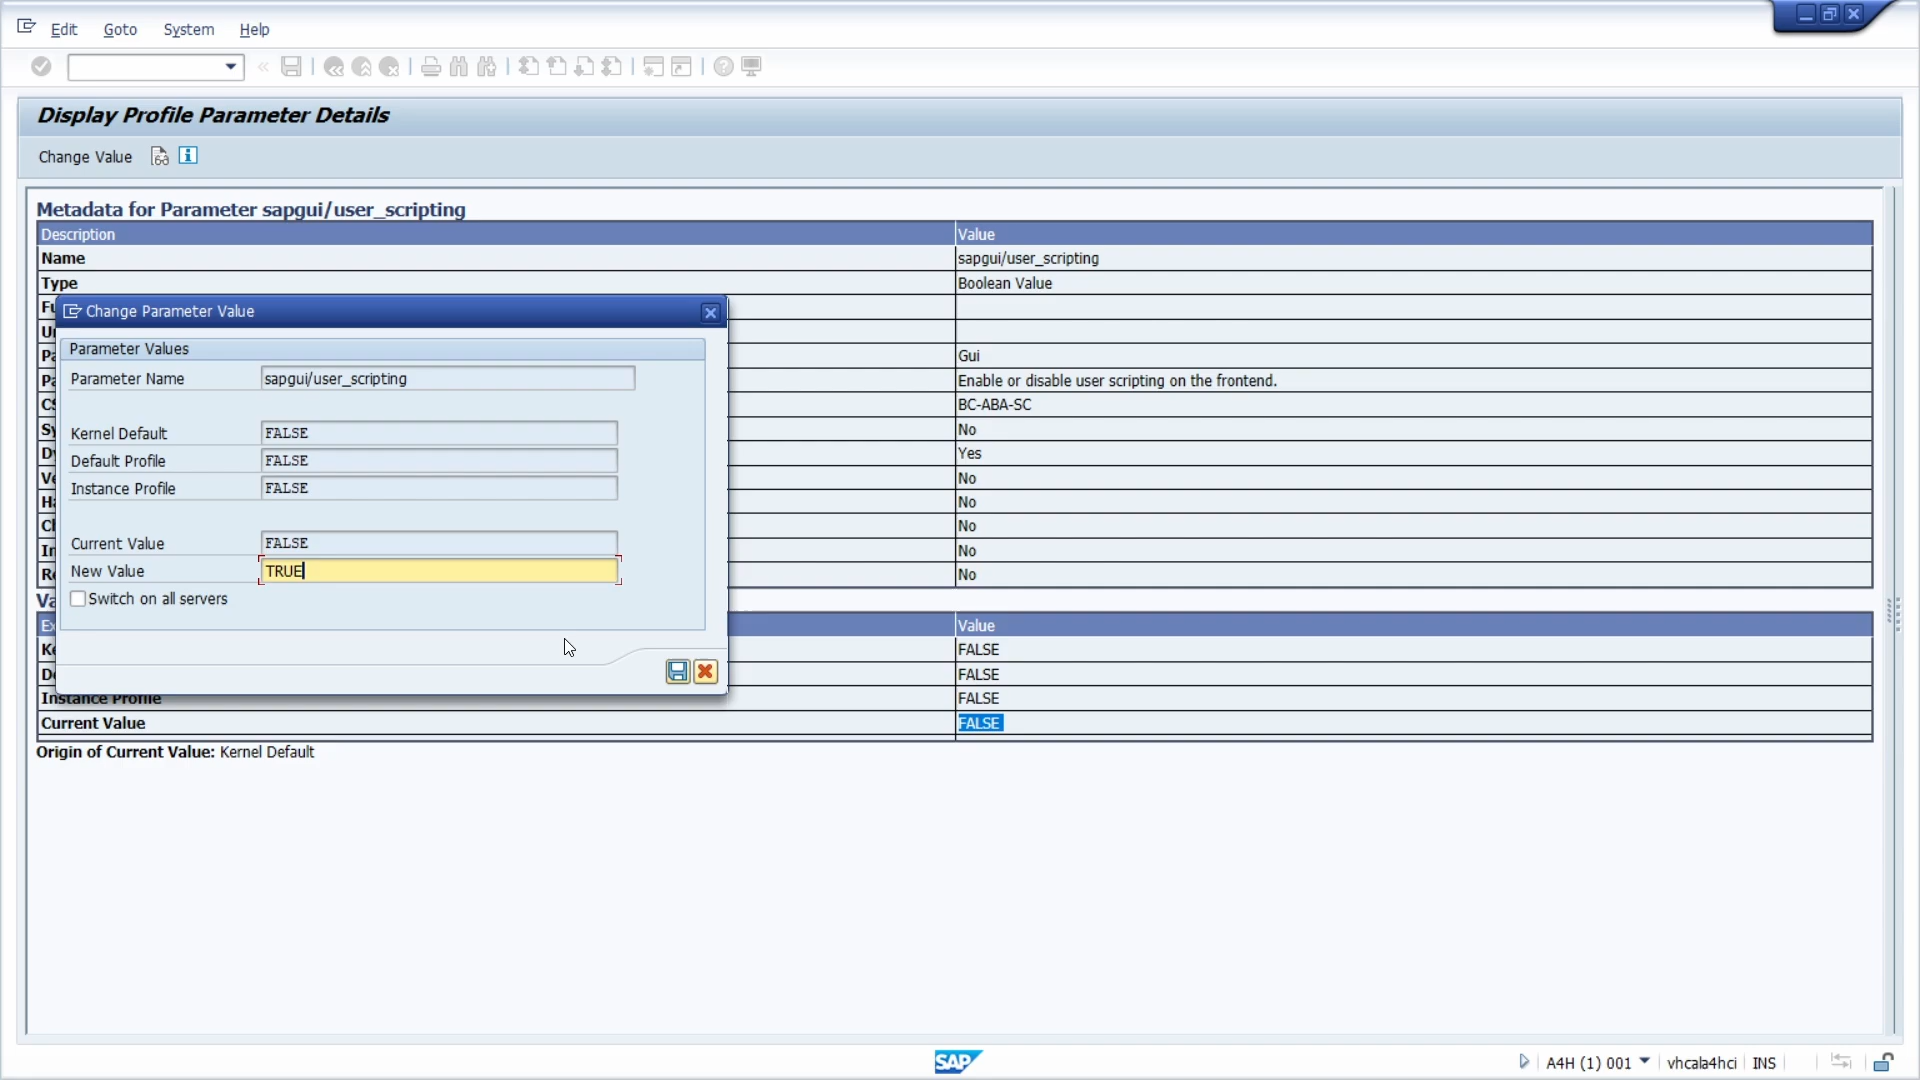 Edit Goto System Help
Display Profile Parameter Details
Change Value
Metadata for Parameter sapgui/user_scripting
Description Value
Name sapgui/user_scripting
Type Boolean Value
Change Parameter Value
Parameter Values
Parameter Name sapgui/user_scripting
Kernel Default FALSE
Default Profile FALSE
Instance Profile FALSE
Current Value FALSE
New Value TRUE
Switch on all servers
Gui
Enable or disable user scripting on the frontend.
BC-ABA-SC
No
Yes
No
No
No
No
No
Value
FALSE
FALSE
Instance Profile FALSE
Current Value FALSE
Origin of Current Value: Kernel Default
SAP A4H (1) 001 vhcala4hci INS